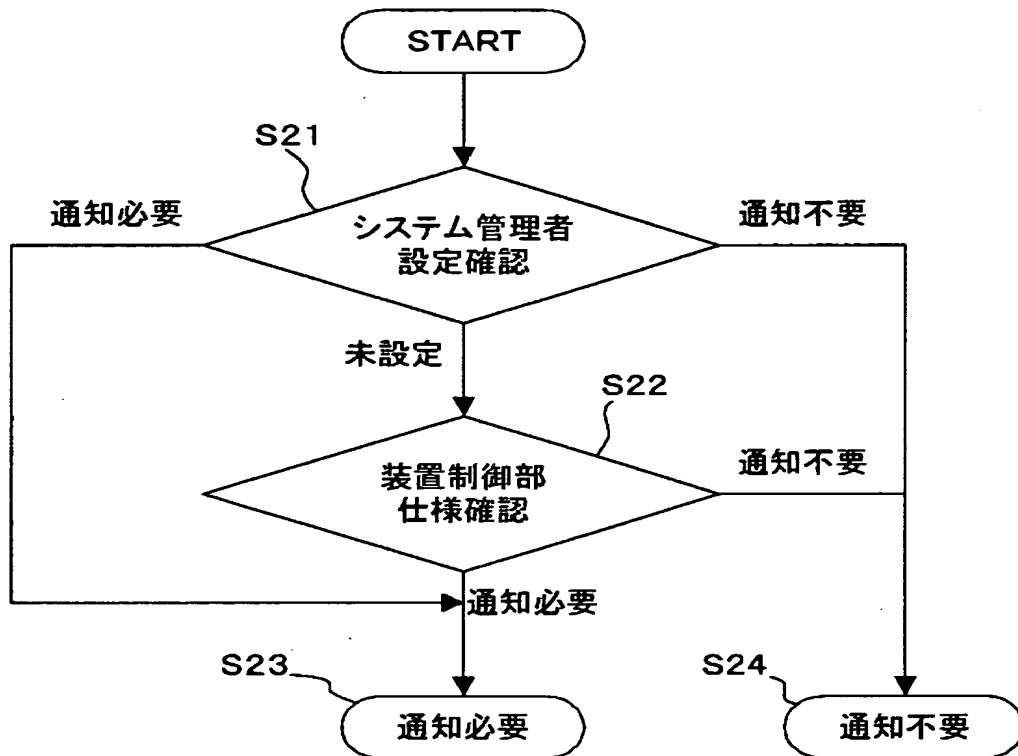 START
S21
通知必要
通知不要
システム管理者
設定確認
未設定
S22
通知不要
装置制御部
仕様確認
通知必要
S23
S24
通知必要
通知不要